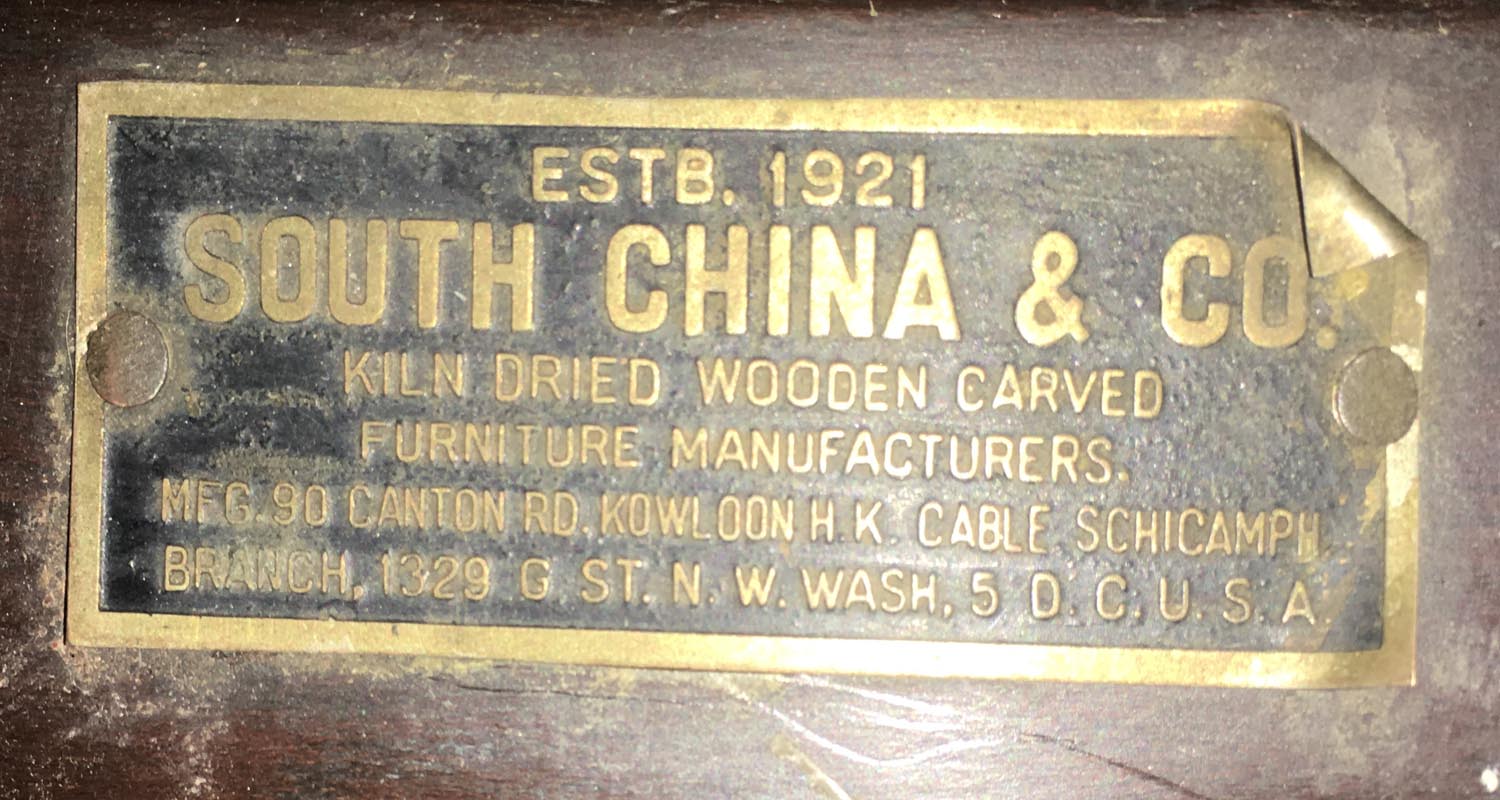 ESTB. 1921
SOUTH CHINA & CO.
KILN DRIED WOODEN CARVED
FURNITURE MANUFACTURERS.
MFG. 90 CANTON RD. KOWLOON H. K. CABLE SCHICAMPH.
BRANCH, 1329 G ST. N. W. WASH, 5 D. C. U. S. A.